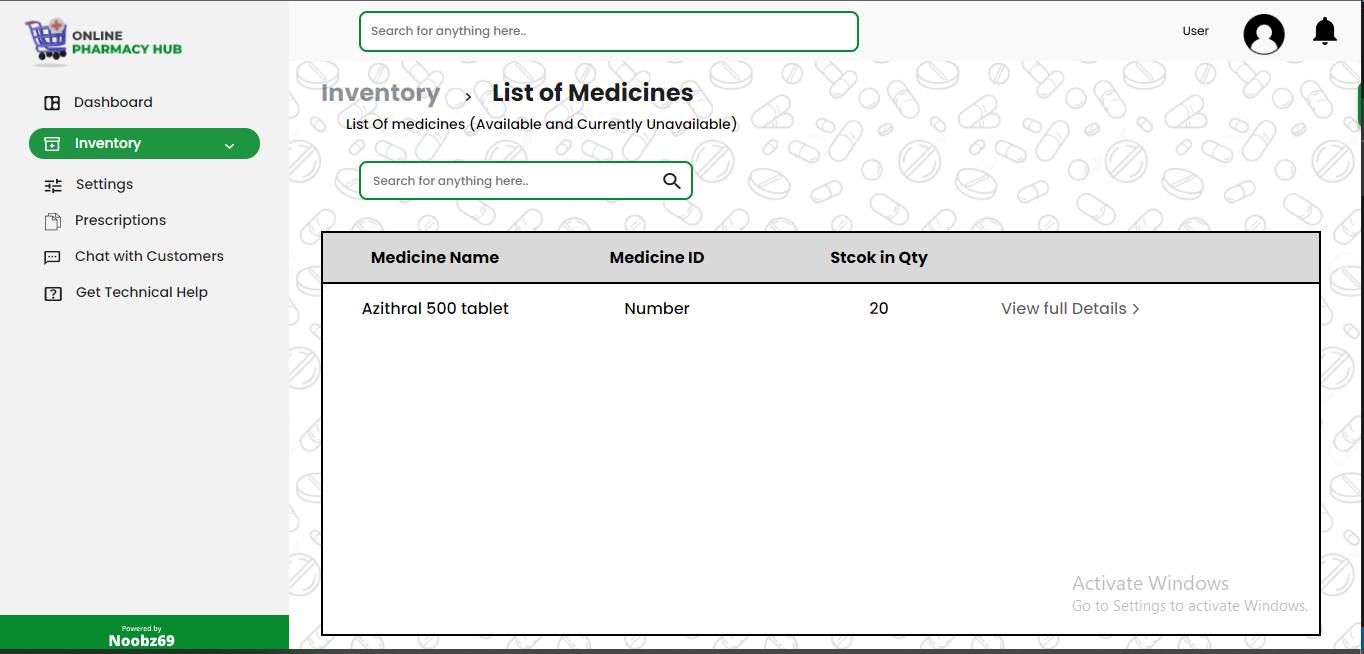 ONLINE
PHARMACY HUB
Search for anything here..
User
Dashboard
Inventory
Settings
Prescriptions
Chat with Customers
Get Technical Help
Inventory › List of Medicines
List Of medicines (Available and Currently Unavailable)
Search for anything here..
Medicine Name Medicine ID Stcok in Qty
Azithral 500 tablet Number 20 View full Details >
Activate Windows
Go to Settings to activate Windows.
Powered by
Noobz69